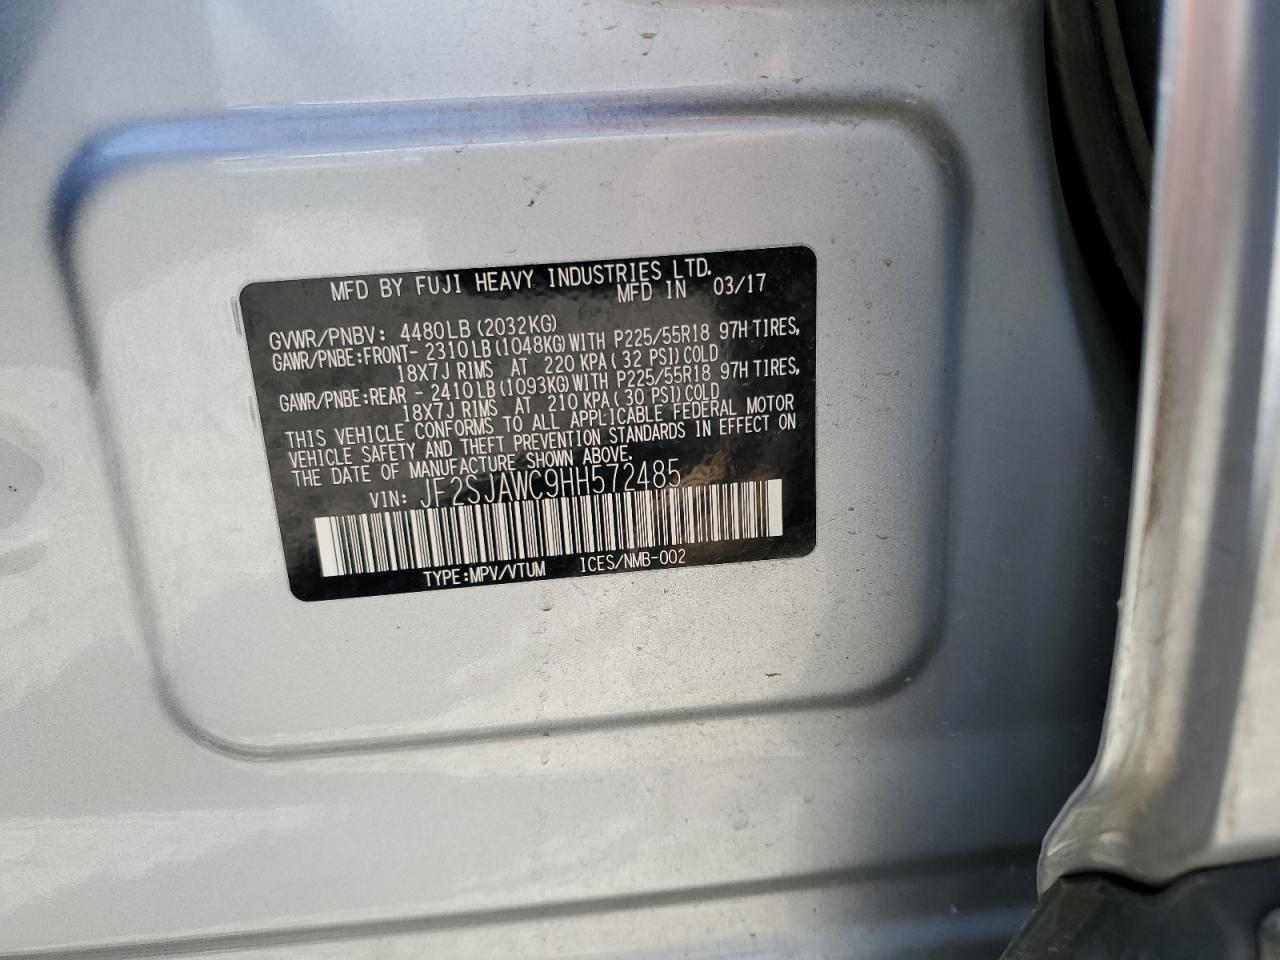 MFD BY FUJI HEAVY INDUSTRIES LTD.
MFD IN 03/17
GVWR/PNBV: 4480LB (2032KG)
GAWR/PNBE:FRONT- 2310LB (1048KG) WITH P225/55R18 97H TIRES,
18X7J RIMS AT 220 KPA ( 32 PSI) COLD
GAWR/PNBE:REAR - 2410LB (1093KG) WITH P225/55R18 97H TIRES,
18X7J RIMS AT 210 KPA ( 30 PSI) COLD
THIS VEHICLE CONFORMS TO ALL APPLICABLE FEDERAL MOTOR
VEHICLE SAFETY AND THEFT PREVENTION STANDARDS IN EFFECT ON
THE DATE OF MANUFACTURE SHOWN ABOVE.
VIN: JF2SJAWC9HH572485
TYPE:MPV/VTUM ICES/NMB-002